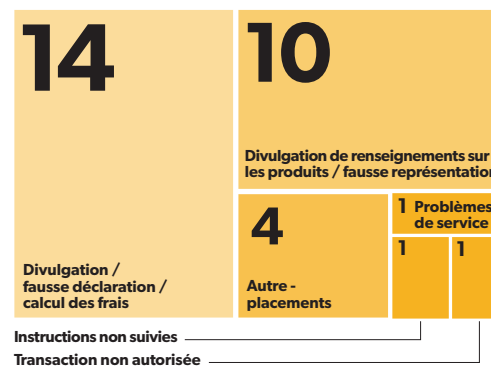 14
Divulgation /
fausse déclaration /
calcul des frais
10
Divulgation de renseignements sur
les produits / fausse représentation
4
Autre -
placements
1 Problèmes
de service
1
1
Instructions non suivies
Transaction non autorisée